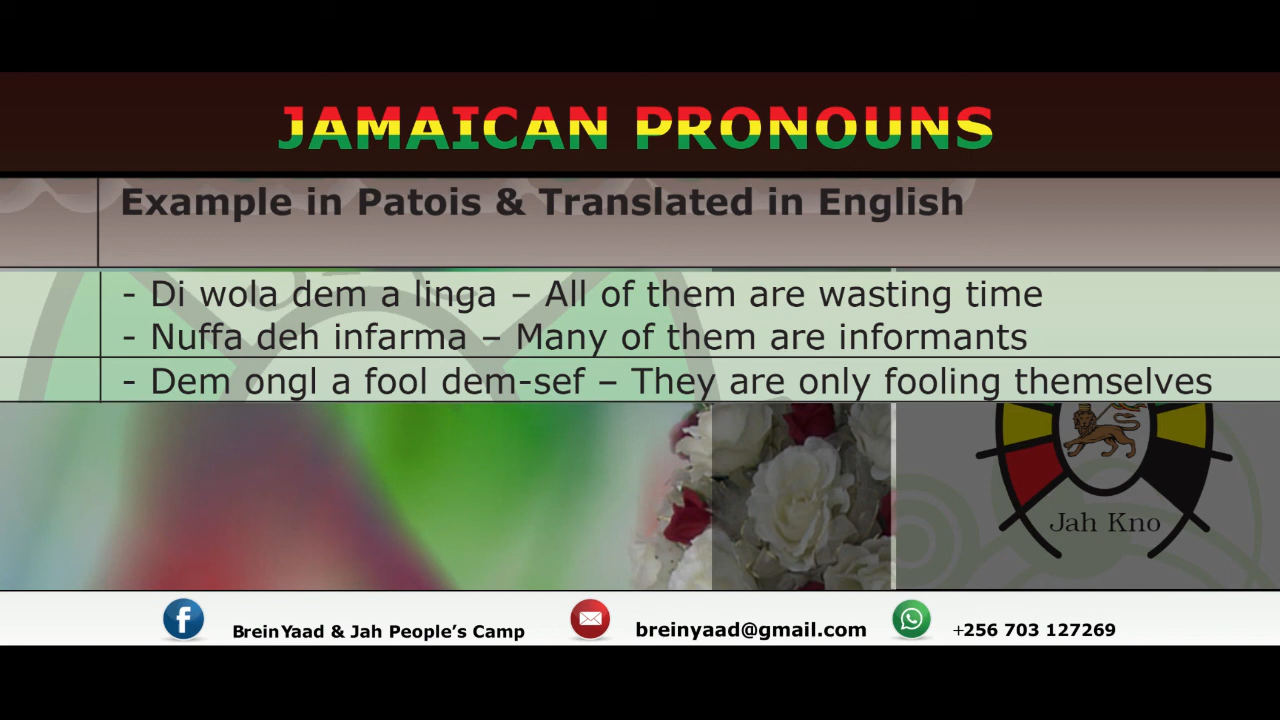 JAMAICAN PRONOUNS
Example in Patois & Translated in English
- Di wola dem a linga – All of them are wasting time
- Nuffa deh infarma – Many of them are informants
- Dem ongl a fool dem-sef – They are only fooling themselves
Jah Kno
BreinYaad & Jah People’s Camp
breinyaad@gmail.com
+256 703 127269